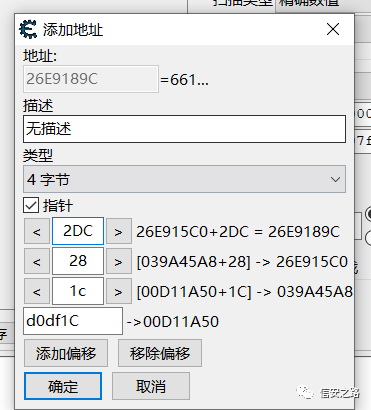 扫描类型 精确数值
添加地址
地址:
26E9189C =661...
描述
无描述
类型
4 字节
指针
< 2DC > 26E915C0+2DC = 26E9189C
< 28 > [039A45A8+28] -> 26E915C0
< 1c > [00D11A50+1C] -> 039A45A8
d0df1C ->00D11A50
添加偏移 移除偏移
确定 取消
信安之路